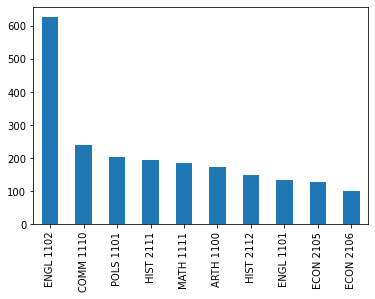 600
500
400
300
200
100
0
ENGL 1102
COMM 1110
POLS 1101
HIST 2111
MATH 1111
ARTH 1100
HIST 2112
ENGL 1101
ECON 2105
ECON 2106